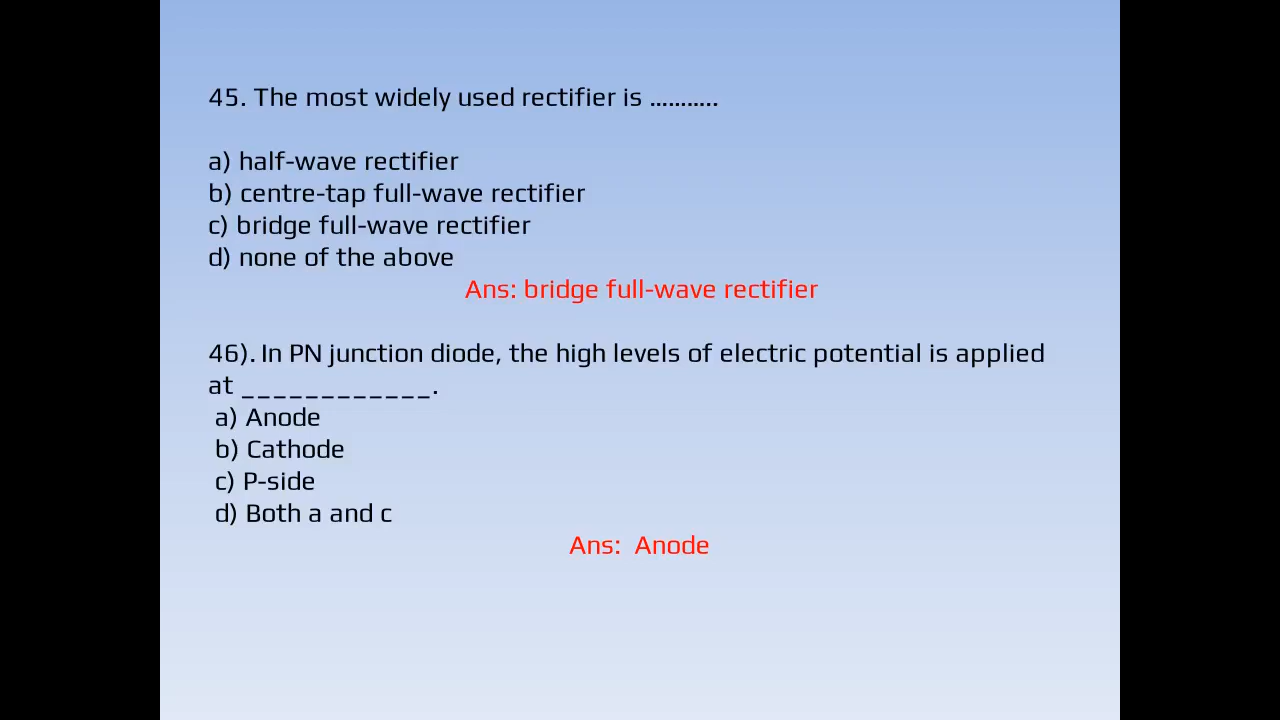 45. The most widely used rectifier is ………..
a) half-wave rectifier
b) centre-tap full-wave rectifier
c) bridge full-wave rectifier
d) none of the above
Ans: bridge full-wave rectifier
46). In PN junction diode, the high levels of electric potential is applied
at ____________.
a) Anode
b) Cathode
c) P-side
d) Both a and c
Ans:  Anode